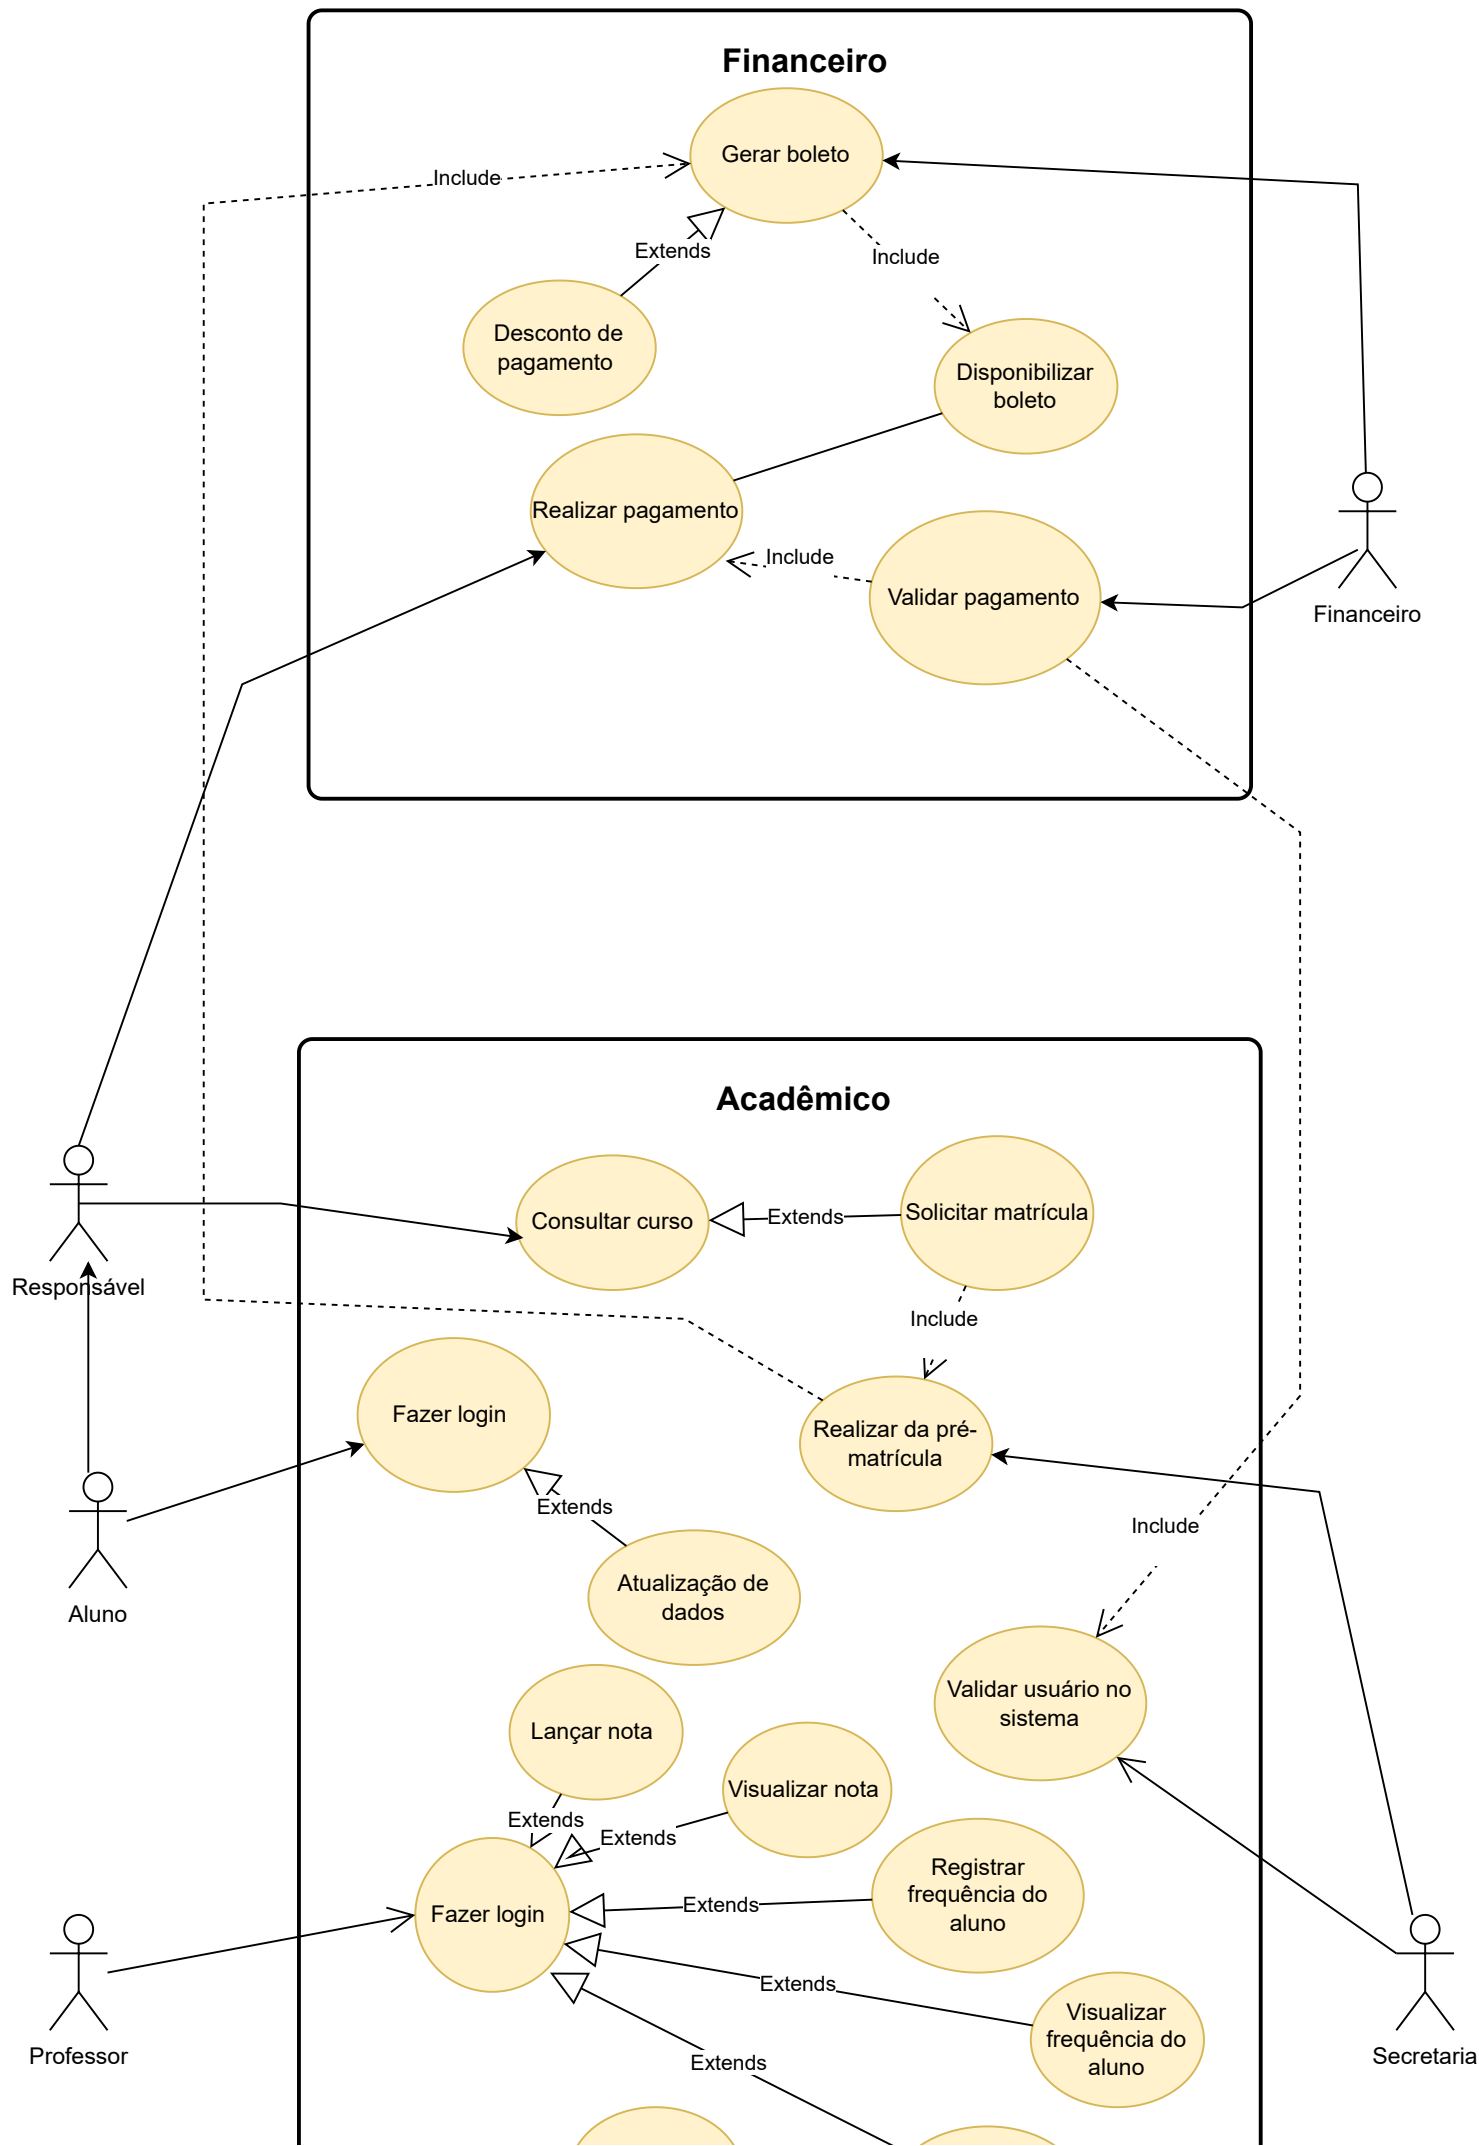 Financeiro
Gerar boleto
Include
Extends
Include
Desconto de
pagamento
Disponibilizar
boleto
Realizar pagamento
Include
Validar pagamento
Financeiro
Acadêmico
Consultar curso
Extends
Solicitar matrícula
Responsável
Include
Fazer login
Realizar da pré-
matrícula
Extends
Include
Atualização de
dados
Aluno
Validar usuário no
sistema
Lançar nota
Visualizar nota
Extends
Extends
Registrar
frequência do
aluno
Extends
Fazer login
Extends
Visualizar
frequência do
aluno
Professor
Extends
Secretaria